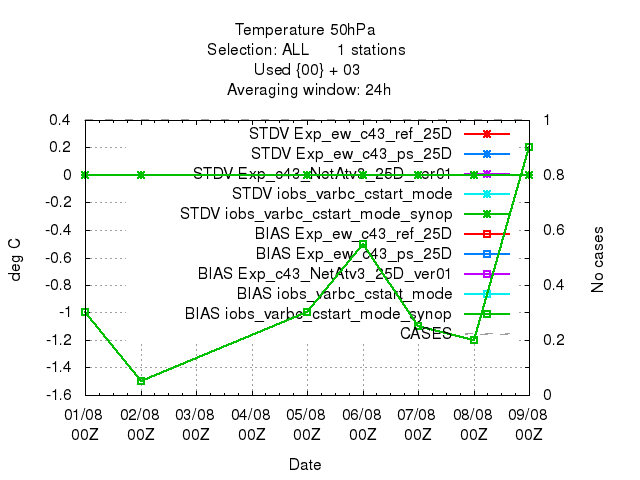 Temperature 50hPa
Selection: ALL 1 stations
Used {00} + 03
Averaging window: 24h
0.4
0.2
0
-0.2
-0.4
-0.6
-0.8
-1
-1.2
-1.4
-1.6
deg C
STDV Exp_ew_c43_ref_25D
STDV Exp_ew_c43_ps_25D
STDV Exp_c43_NetAtv3_25D_ver01
STDV iobs_varbc_cstart_mode
STDV iobs_varbc_cstart_mode_synop
BIAS Exp_ew_c43_ref_25D
BIAS Exp_ew_c43_ps_25D
BIAS Exp_c43_NetAtv3_25D_ver01
BIAS iobs_varbc_cstart_mode
BIAS iobs_varbc_cstart_mode_synop
CASES
1
0.8
0.6
0.4
0.2
0
No cases
01/08 02/08 03/08 04/08 05/08 06/08 07/08 08/08 09/08
00Z 00Z 00Z 00Z 00Z 00Z 00Z 00Z 00Z
Date